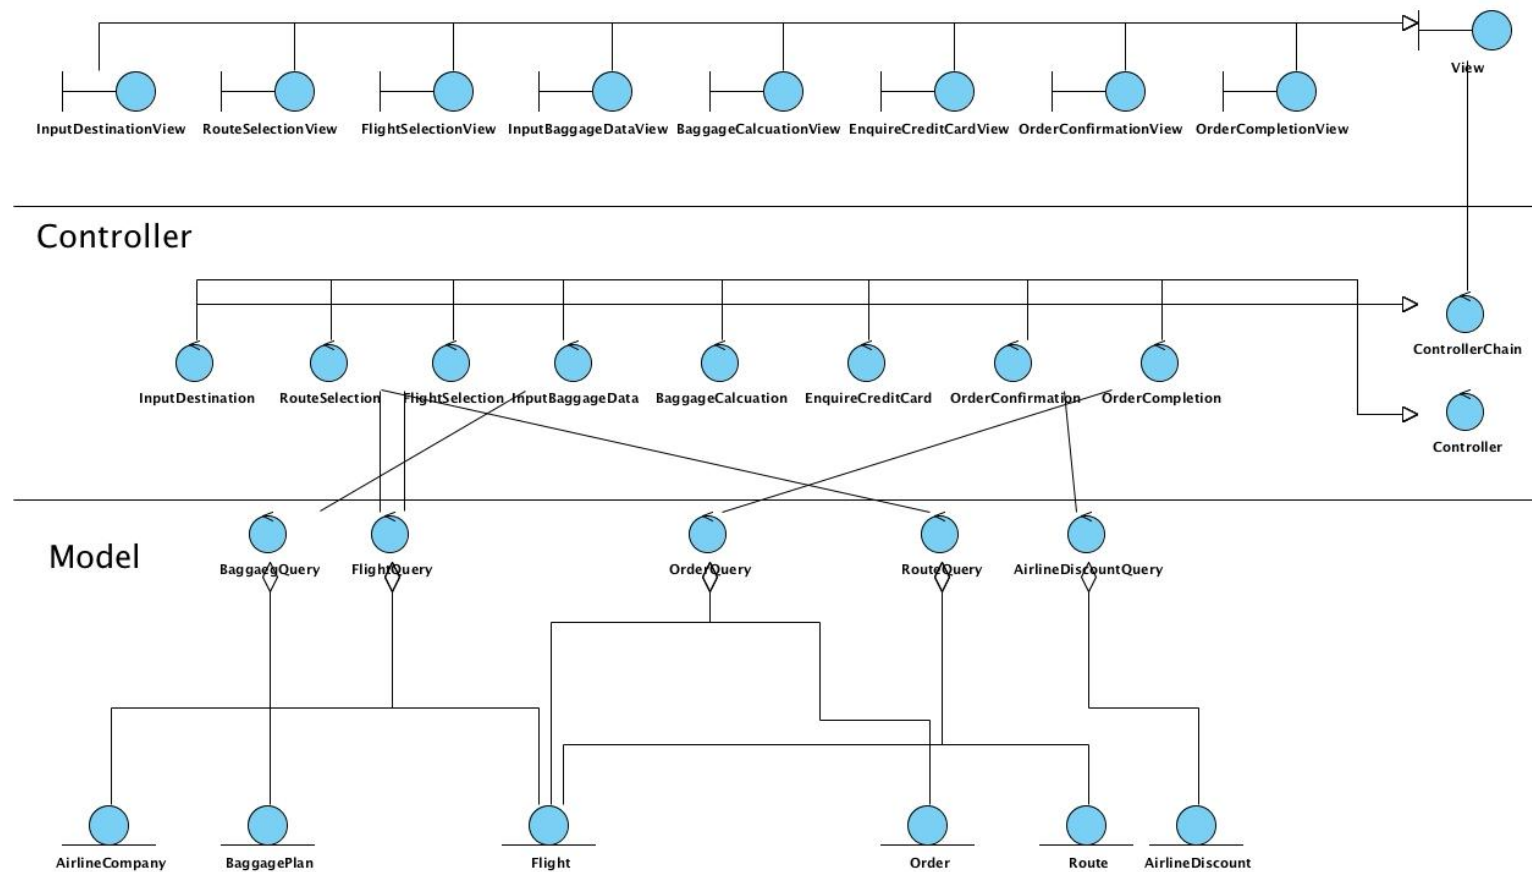 View
InputDestinationView RouteSelectionView FlightSelectionView InputBaggageDataView BaggageCalcuationView EnquireCreditCardView OrderConfirmationView OrderCompletionView
Controller
ControllerChain
InputDestination RouteSelection FlightSelection InputBaggageData BaggageCalcuation EnquireCreditCard OrderConfirmation OrderCompletion
Controller
Model
BaggaegQuery FlightQuery OrderQuery RouteQuery AirlineDiscountQuery
AirlineCompany BaggagePlan Flight Order Route AirlineDiscount